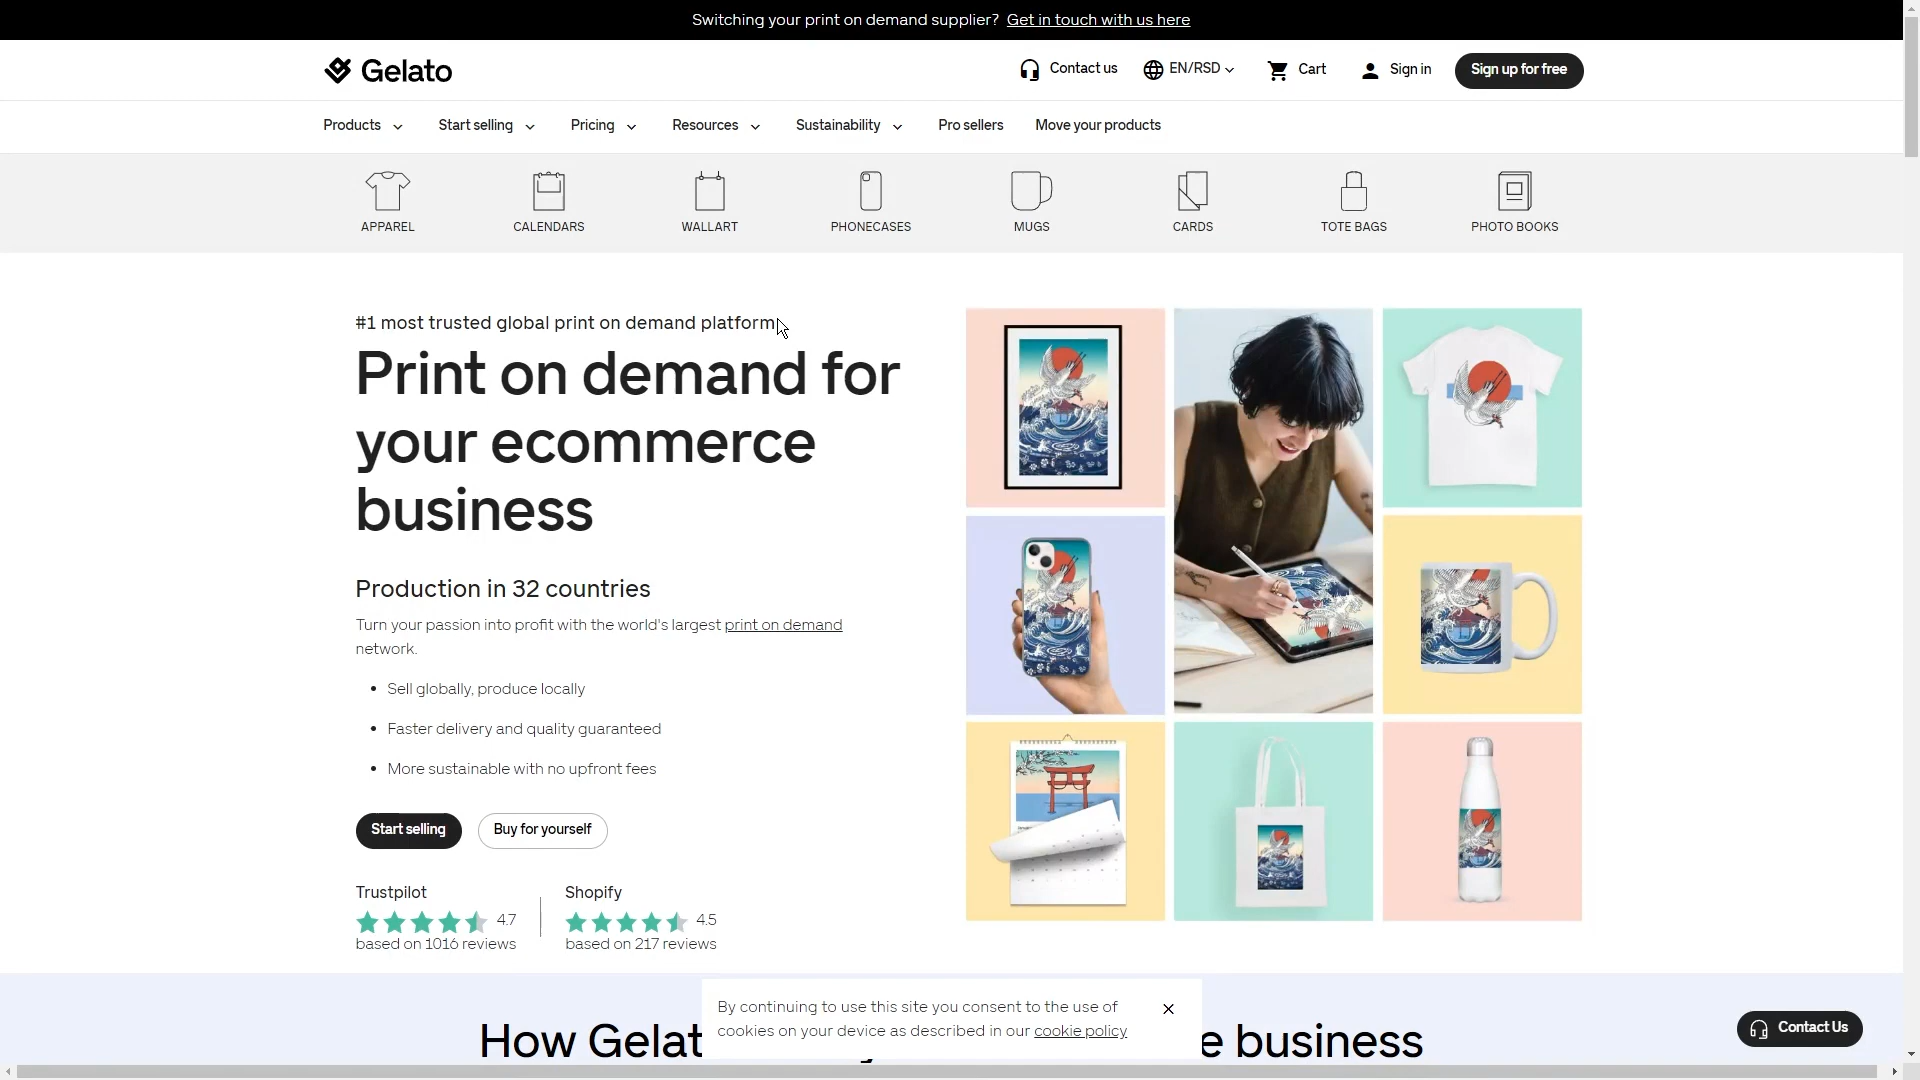 Switching your print on demand supplier? Get in touch with us here
Gelato
Contact us
EN/RSD
Cart
Sign in
Sign up for free
Products
Start selling
Pricing
Resources
Sustainability
Pro sellers
Move your products
APPAREL
CALENDARS
WALLART
PHONECASES
MUGS
CARDS
TOTE BAGS
PHOTO BOOKS
#1 most trusted global print on demand platform
Print on demand for
your ecommerce
business
Production in 32 countries
Turn your passion into profit with the world's largest print on demand
network.
• Sell globally, produce locally
• Faster delivery and quality guaranteed
• More sustainable with no upfront fees
Start selling
Buy for yourself
Trustpilot
4.7
based on 1016 reviews
Shopify
4.5
based on 217 reviews
By continuing to use this site you consent to the use of
cookies on your device as described in our cookie policy
How Gelat
e business
Contact Us